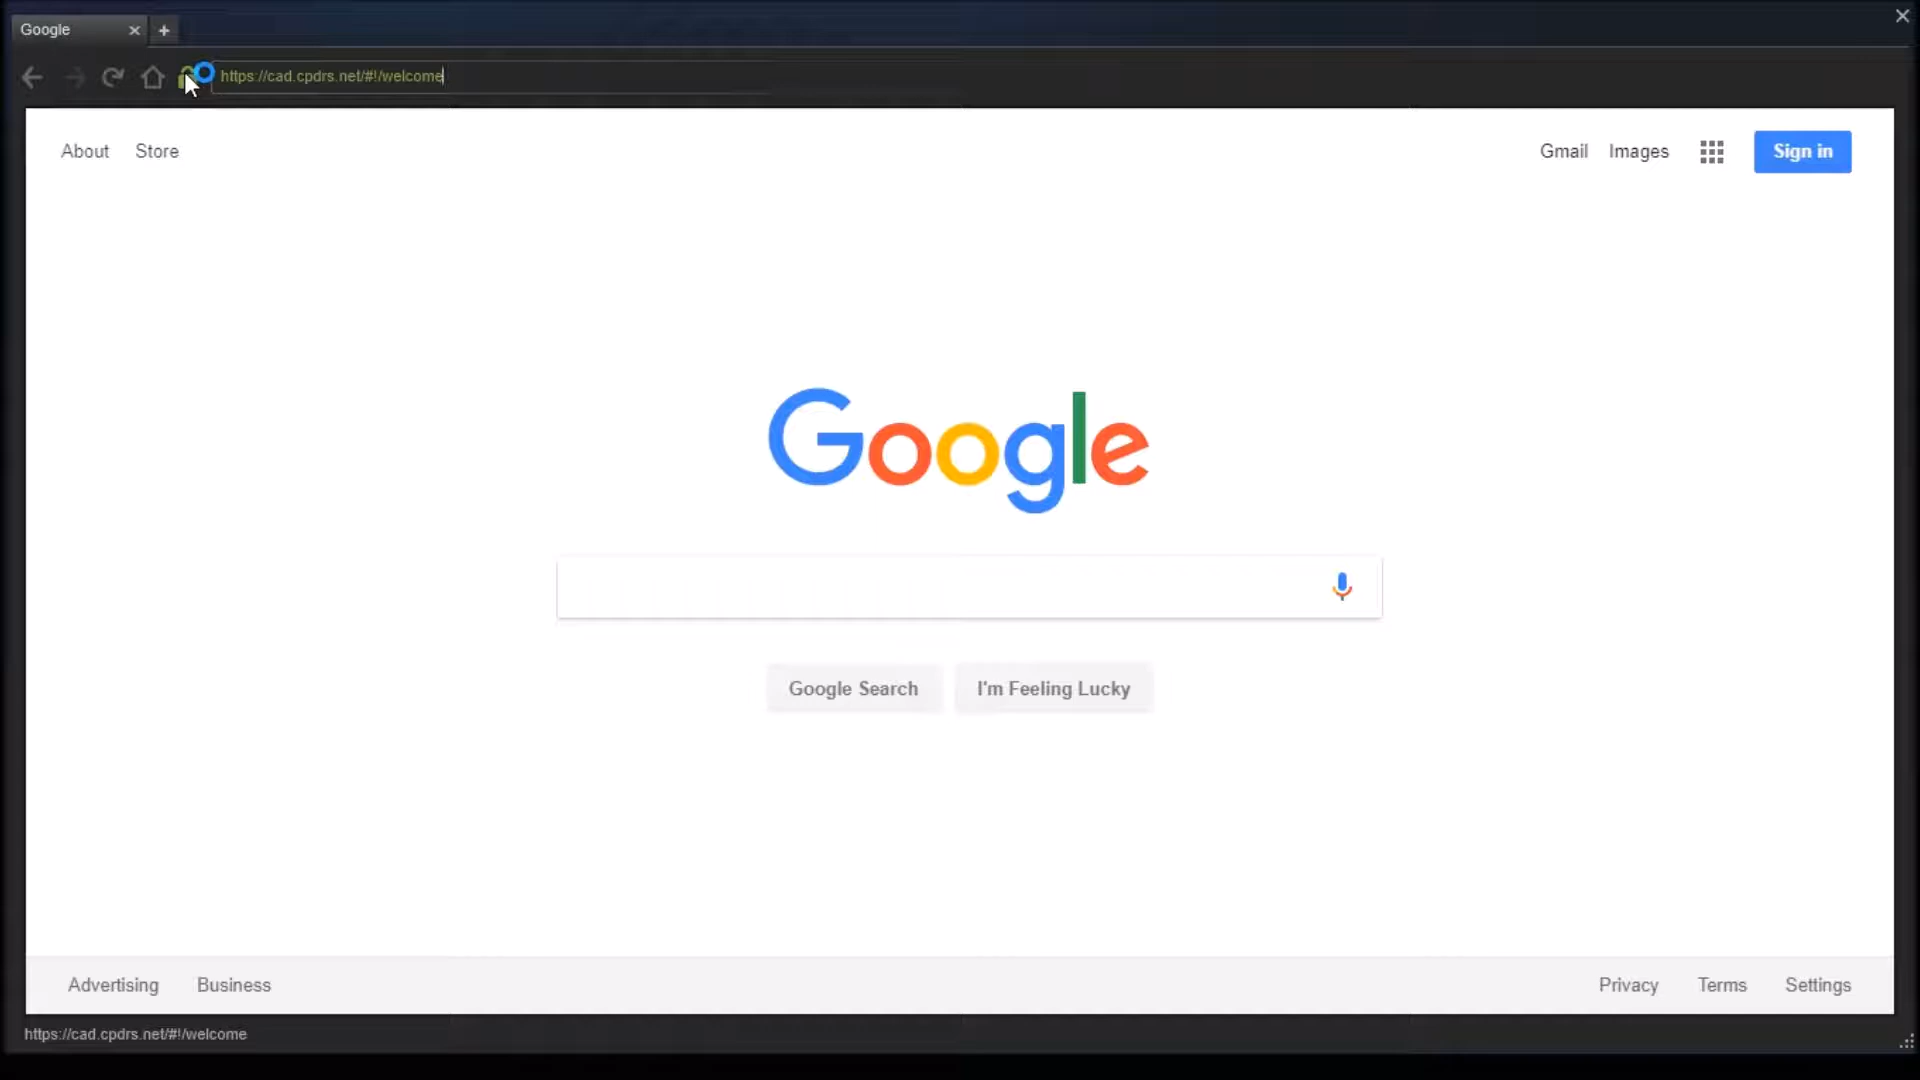 Google
https://cad.cpdrs.net/#!/welcome
About Store
Gmail Images Sign in
Google
Google Search I'm Feeling Lucky
Advertising Business
Privacy Terms Settings
https://cad.cpdrs.net/#!/welcome